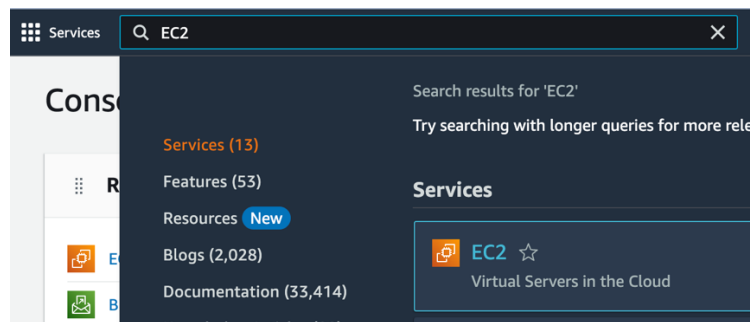 Services
EC2
Search results for 'EC2'
Try searching with longer queries for more rele
Services (13)
Features (53)
Resources New
Blogs (2,028)
Documentation (33,414)
Services
EC2
Virtual Servers in the Cloud
Cons
R
E
B